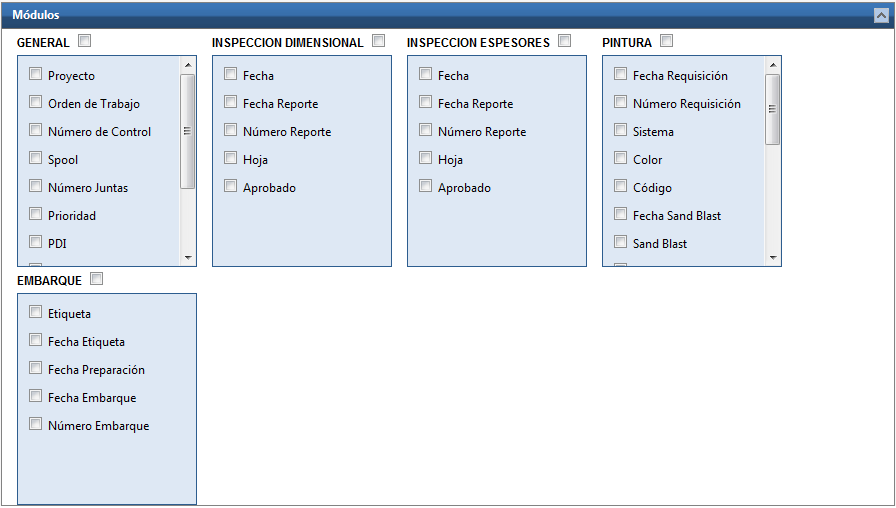 Módulos
GENERAL
Proyecto
Orden de Trabajo
Número de Control
Spool
Número Juntas
Prioridad
PDI
INSPECCION DIMENSIONAL
Fecha
Fecha Reporte
Número Reporte
Hoja
Aprobado
INSPECCION ESPESORES
Fecha
Fecha Reporte
Número Reporte
Hoja
Aprobado
PINTURA
Fecha Requisición
Número Requisición
Sistema
Color
Código
Fecha Sand Blast
Sand Blast
EMBARQUE
Etiqueta
Fecha Etiqueta
Fecha Preparación
Fecha Embarque
Número Embarque